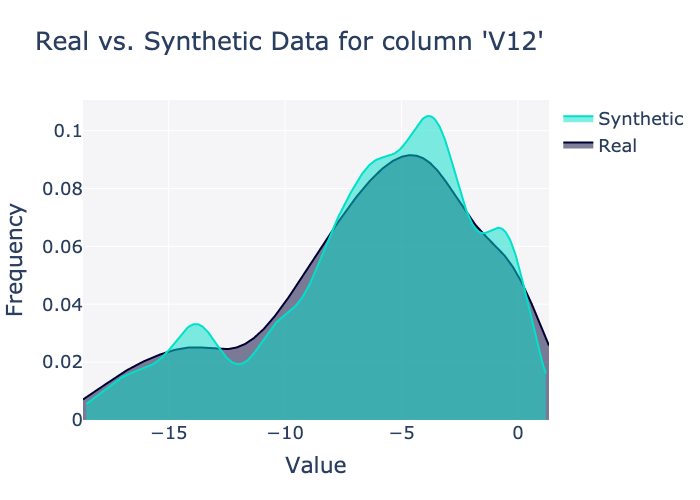 Real vs. Synthetic Data for column 'V12'
Synthetic
Real
Frequency
0.1
0.08
0.06
0.04
0.02
0
−15
−10
−5
0
Value